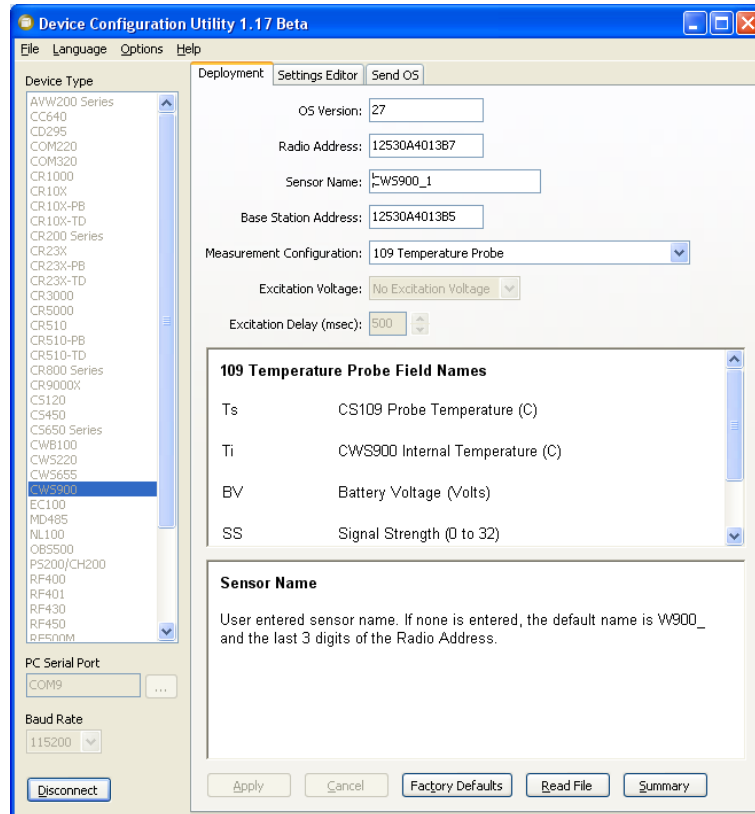 Device Configuration Utility 1.17 Beta
File Language Options Help
Device Type
AVW200 Series
CC640
CD295
COM220
COM320
CR1000
CR10X
CR10X-PB
CR10X-TD
CR200 Series
CR23X
CR23X-PB
CR23X-TD
CR3000
CR5000
CR510
CR510-PB
CR510-TD
CR800 Series
CR9000X
CS120
CS450
CS650 Series
CWB100
CWS220
CWS655
CWS900
EC100
MD485
NL100
OBS500
PS200/CH200
RF400
RF401
RF430
RF450
RF500M
PC Serial Port
COM9
...
Baud Rate
115200
Disconnect
Deployment Settings Editor Send OS
OS Version: 27
Radio Address: 12530A4013B7
Sensor Name: CWS900_1
Base Station Address: 12530A4013B5
Measurement Configuration: 109 Temperature Probe
Excitation Voltage: No Excitation Voltage
Excitation Delay (msec): 500
109 Temperature Probe Field Names
Ts CS109 Probe Temperature (C)
Ti CWS900 Internal Temperature (C)
BV Battery Voltage (Volts)
SS Signal Strength (0 to 32)
Sensor Name
User entered sensor name. If none is entered, the default name is W900_
and the last 3 digits of the Radio Address.
Apply Cancel Factory Defaults Read File Summary